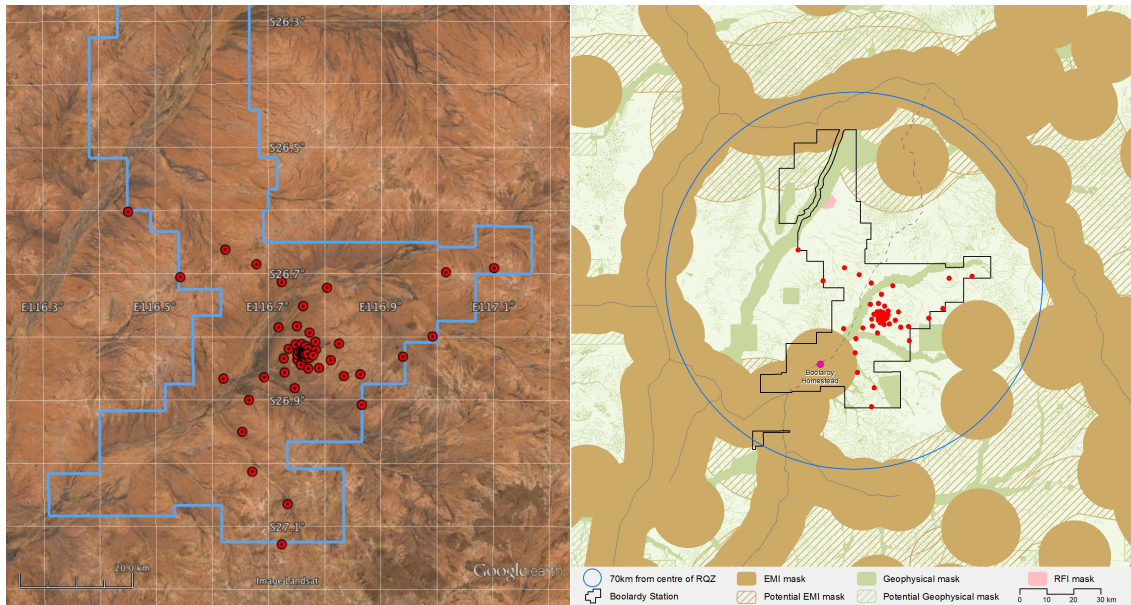 S26.3°
S26.5°
S26.7°
E116.3°
E116.5°
E116.7°
E116.9°
E117.1°
S26.9°
S27.1°
20.0 km
Image Landsat
Google earth
Boolardy
Homestead
70km from centre of RQZ
EMI mask
Geophysical mask
RFI mask
Boolardy Station
Potential EMI mask
Potential Geophysical mask
0 10 20 30 km